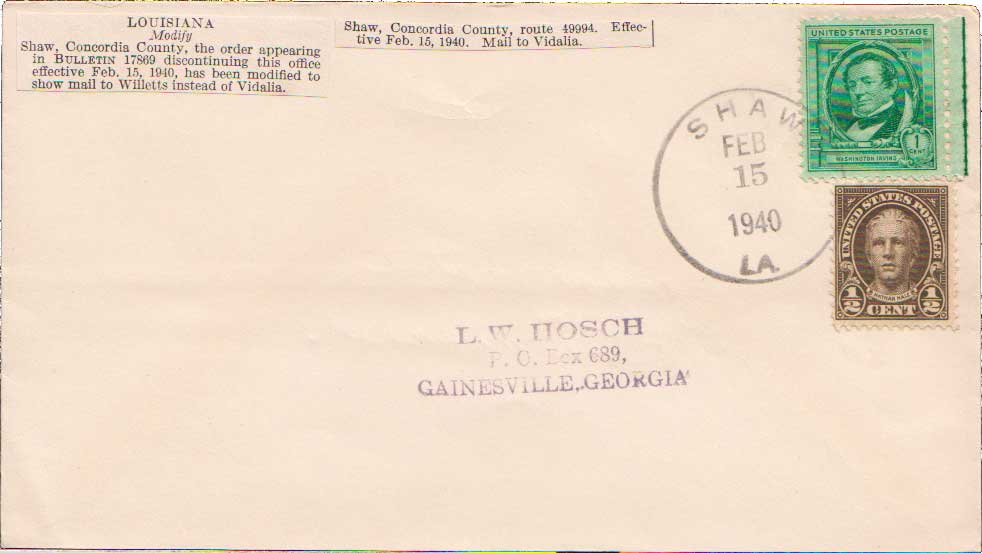 LOUISIANA
Modify
Shaw, Concordia County, the order appearing
in BULLETIN 17869 discontinuing this office
effective Feb. 15, 1940, has been modified to
show mail to Willetts instead of Vidalia.
Shaw, Concordia County, route 49994. Effec-
tive Feb. 15, 1940. Mail to Vidalia.
UNITED STATES POSTAGE
1
CENT
WASHINGTON IRVING
SHAW
FEB
15
1940
LA.
UNITED STATES POSTAGE
NATHAN HALE
1/2 CENT 1/2
L. W. HOSCH
P. O. Box 689,
GAINESVILLE, GEORGIA